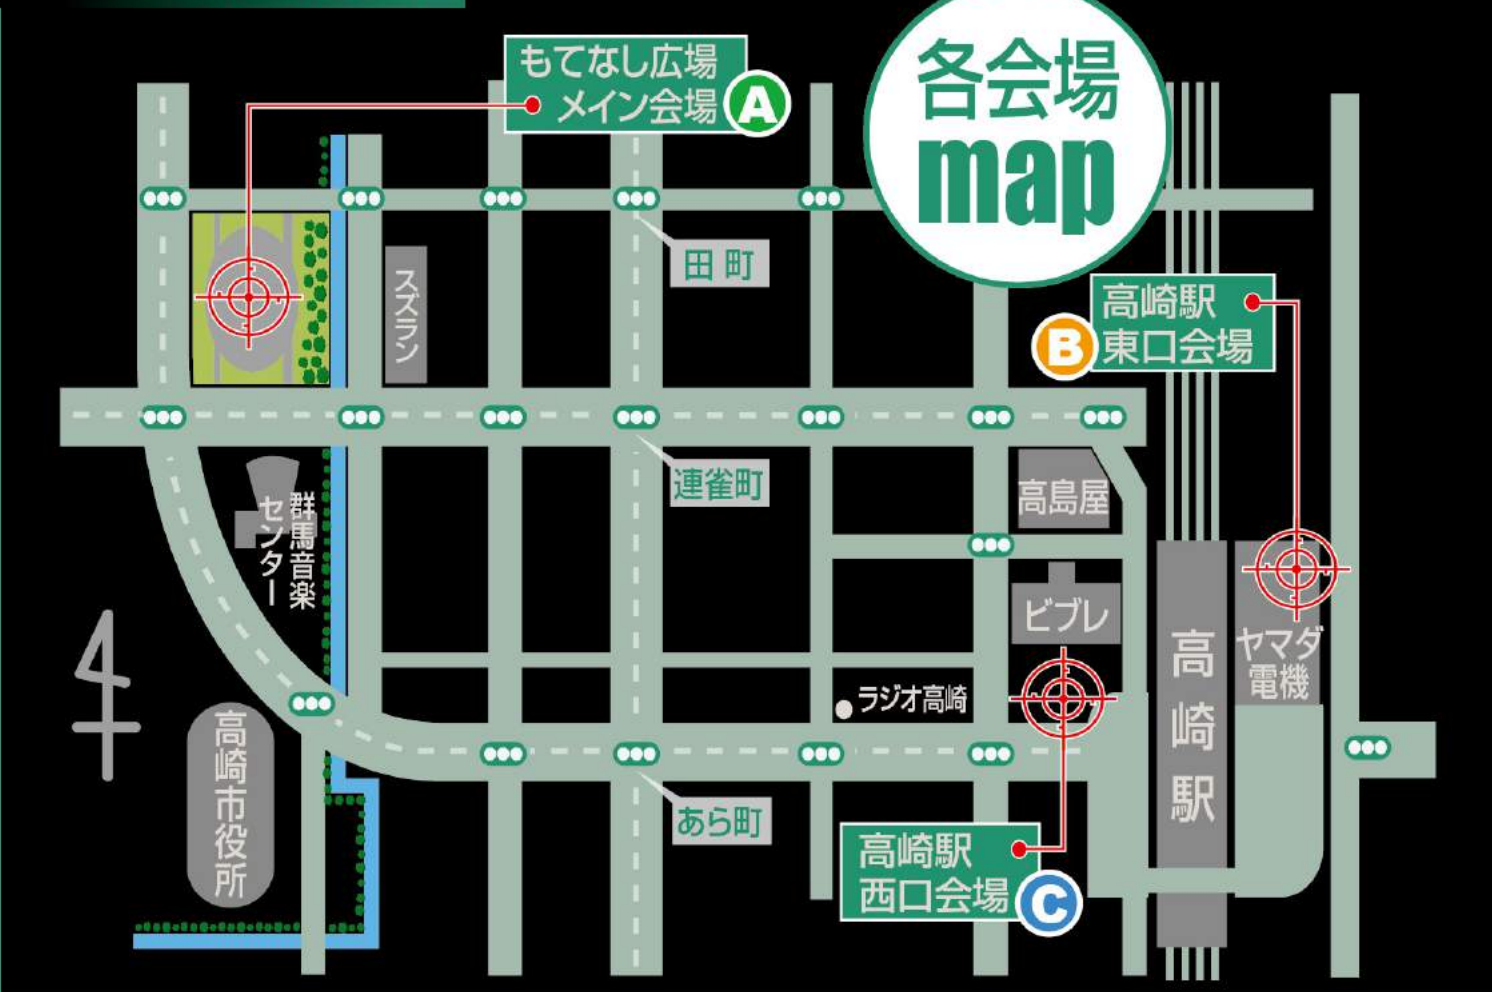 各会場
map
もてなし広場
メイン会場
A
田町
スズラン
高崎駅
東口会場
B
連雀町
高島屋
群馬音楽
センター
ビブレ
ヤマダ
電機
高崎駅
ラジオ高崎
高崎市役所
あら町
高崎駅
西口会場
C